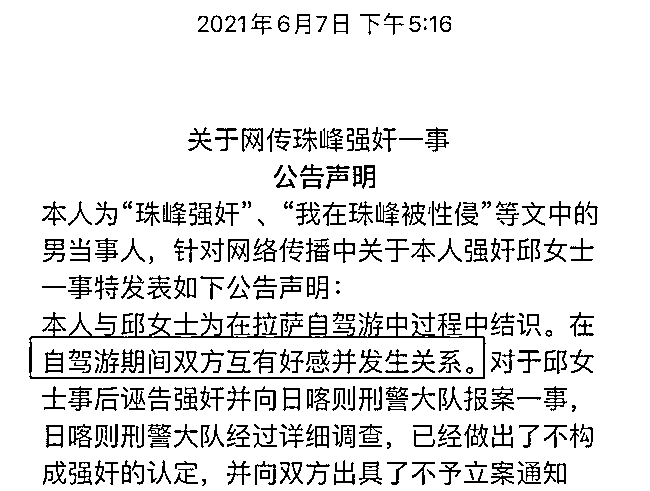 2021年6月7日 下午5:16
关于网传珠峰强奸一事
公告声明
本人为“珠峰强奸”、“我在珠峰被性侵”等文中的
男当事人，针对网络传播中关于本人强奸邱女士
一事特发表如下公告声明：
本人与邱女士为在拉萨自驾游中过程中结识。在
自驾游期间双方互有好感并发生关系。对于邱女
士事后诬告强奸并向日喀则刑警大队报案一事，
日喀则刑警大队经过详细调查，已经做出了不构
成强奸的认定，并向双方出具了不予立案通知